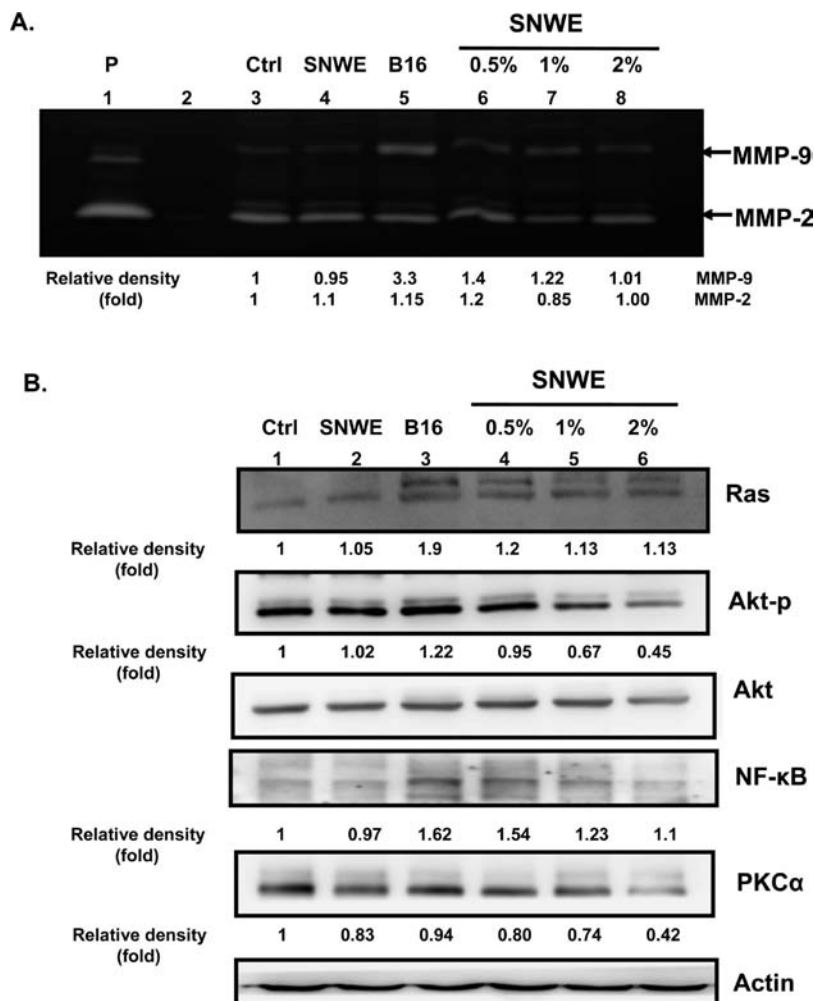 A.
SNWE
P Ctrl SNWE B16 0.5% 1% 2%
1 2 3 4 5 6 7 8
MMP-9
MMP-2
Relative density 1 0.95 3.3 1.4 1.22 1.01 MMP-9
(fold) 1 1.1 1.15 1.2 0.85 1.00 MMP-2
B.
SNWE
Ctrl SNWE B16 0.5% 1% 2%
1 2 3 4 5 6
Ras
Relative density 1 1.05 1.9 1.2 1.13 1.13
(fold)
Akt-p
Relative density 1 1.02 1.22 0.95 0.67 0.45
(fold)
Akt
NF-κB
Relative density 1 0.97 1.62 1.54 1.23 1.1
(fold)
PKCα
Relative density 1 0.83 0.94 0.80 0.74 0.42
(fold)
Actin